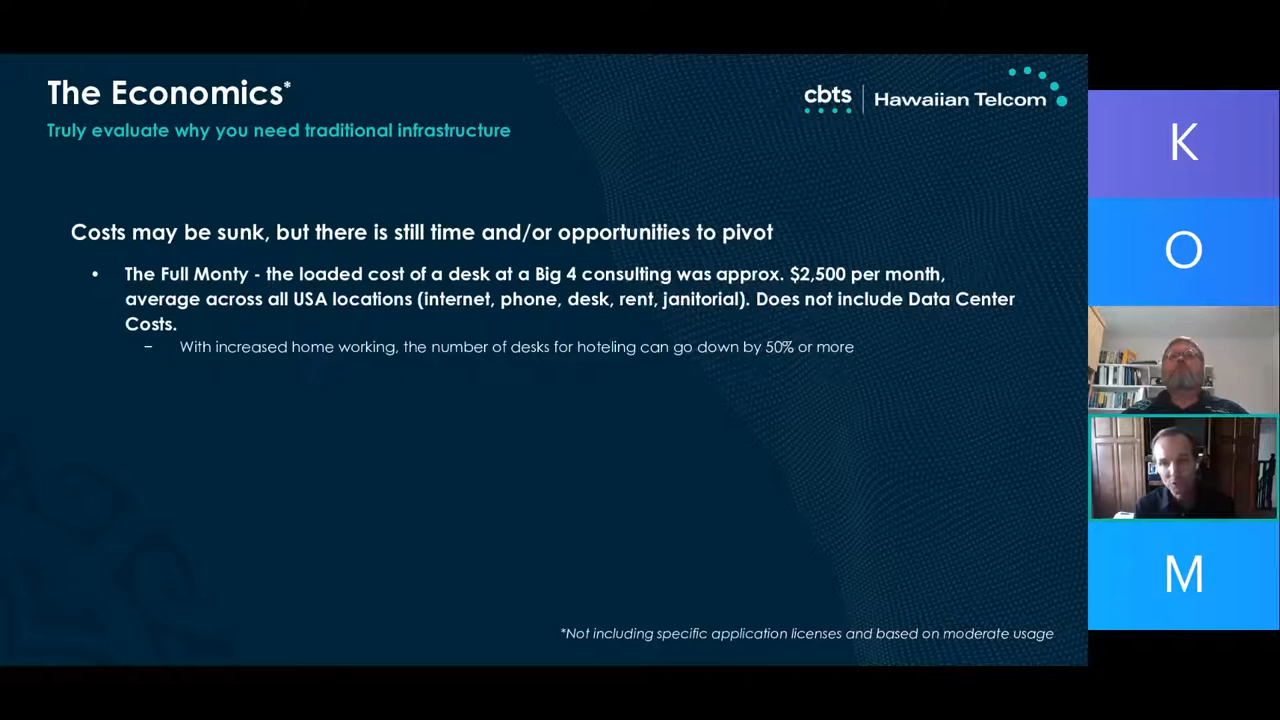 The Economics*
Truly evaluate why you need traditional infrastructure
cbts
Hawaiian Telcom
Costs may be sunk, but there is still time and/or opportunities to pivot
• The Full Monty - the loaded cost of a desk at a Big 4 consulting was approx. $2,500 per month,
average across all USA locations (internet, phone, desk, rent, janitorial). Does not include Data Center
Costs.
– With increased home working, the number of desks for hoteling can go down by 50% or more
*Not including specific application licenses and based on moderate usage
K
O
M